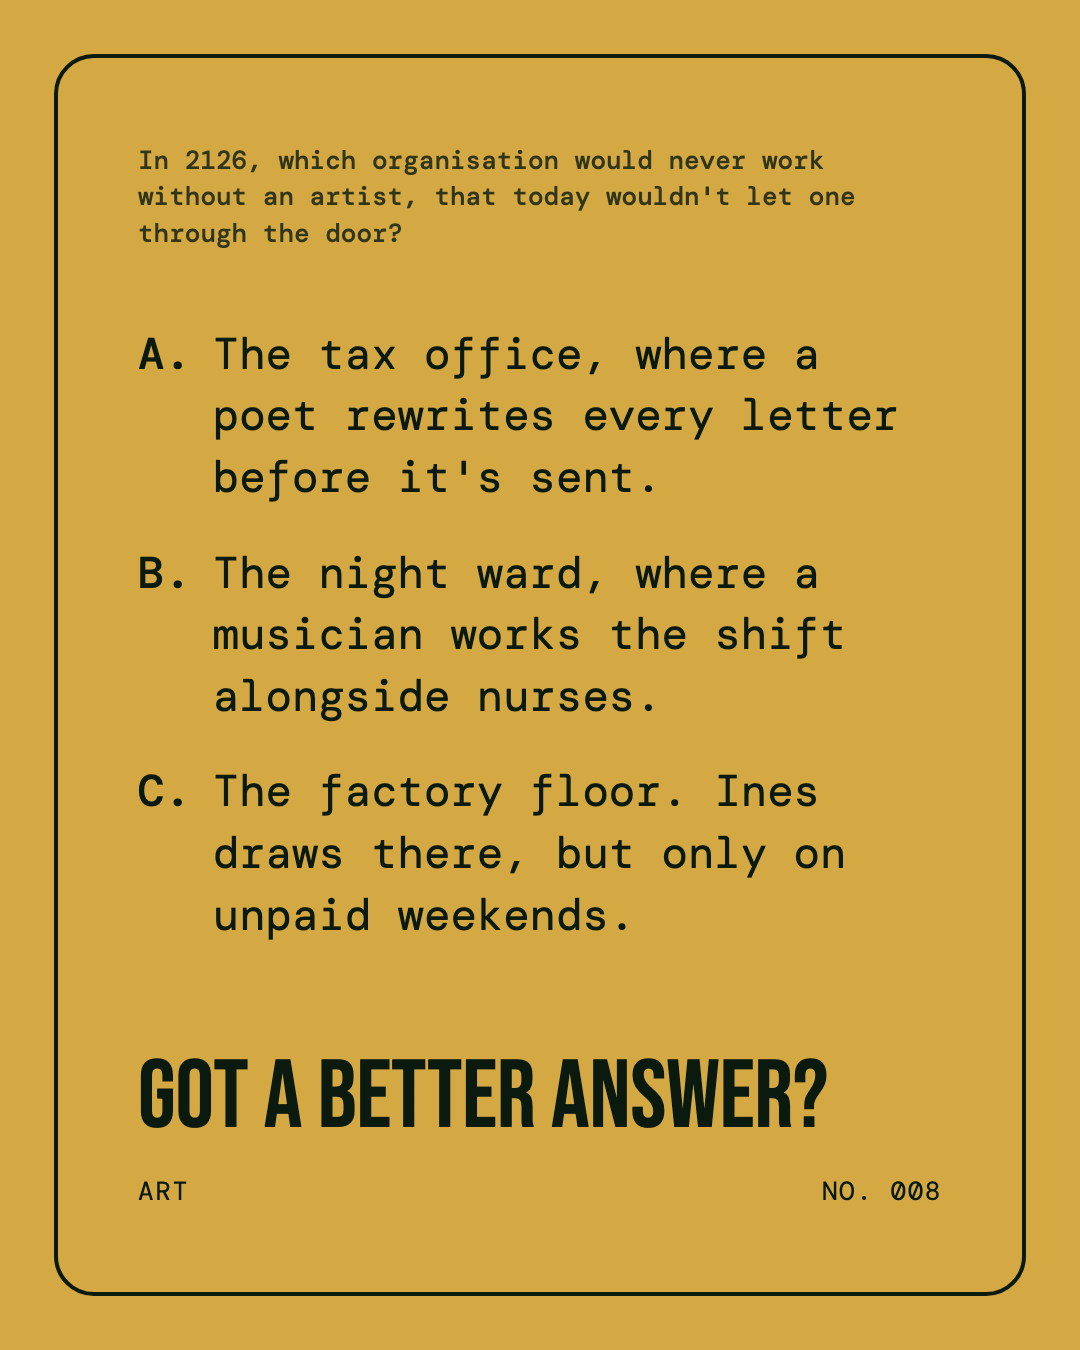 In 2126, which organisation would never work
without an artist, that today wouldn't let one
through the door?
A. The tax office, where a
poet rewrites every letter
before it's sent.
B. The night ward, where a
musician works the shift
alongside nurses.
C. The factory floor. Ines
draws there, but only on
unpaid weekends.
GOT A BETTER ANSWER?
ART NO. 008